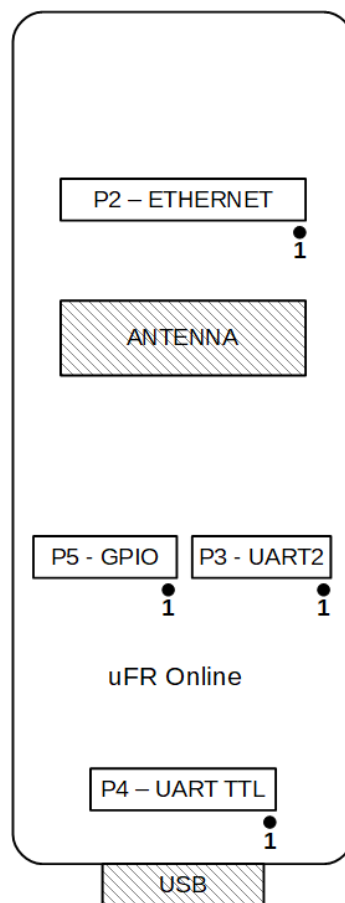 P2 – ETHERNET
1
ANTENNA
P5 - GPIO
P3 - UART2
1
1
uFR Online
P4 – UART TTL
1
USB